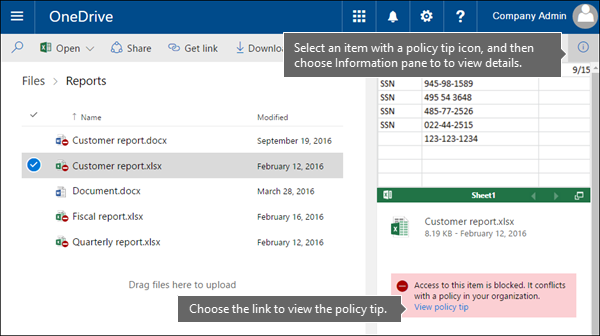 OneDrive
Company Admin
Open
Share
Get link
Download
Select an item with a policy tip icon, and then
choose Information pane to to view details.
9/15
Files > Reports
Name
Modified
Customer report.docx
September 19, 2016
Customer report.xlsx
February 12, 2016
Document.docx
March 28, 2016
Fiscal report.xlsx
February 16, 2016
Quarterly report.xlsx
February 12, 2016
Drag files here to upload
SSN 945-98-1589
SSN 495 54 3648
SSN 485-77-2526
SSN 022-44-2515
123-123-1234
Sheet1
Customer report.xlsx
8.19 KB - February 12, 2016
Access to this item is blocked. It conflicts
with a policy in your organization.
View policy tip
Choose the link to view the policy tip.